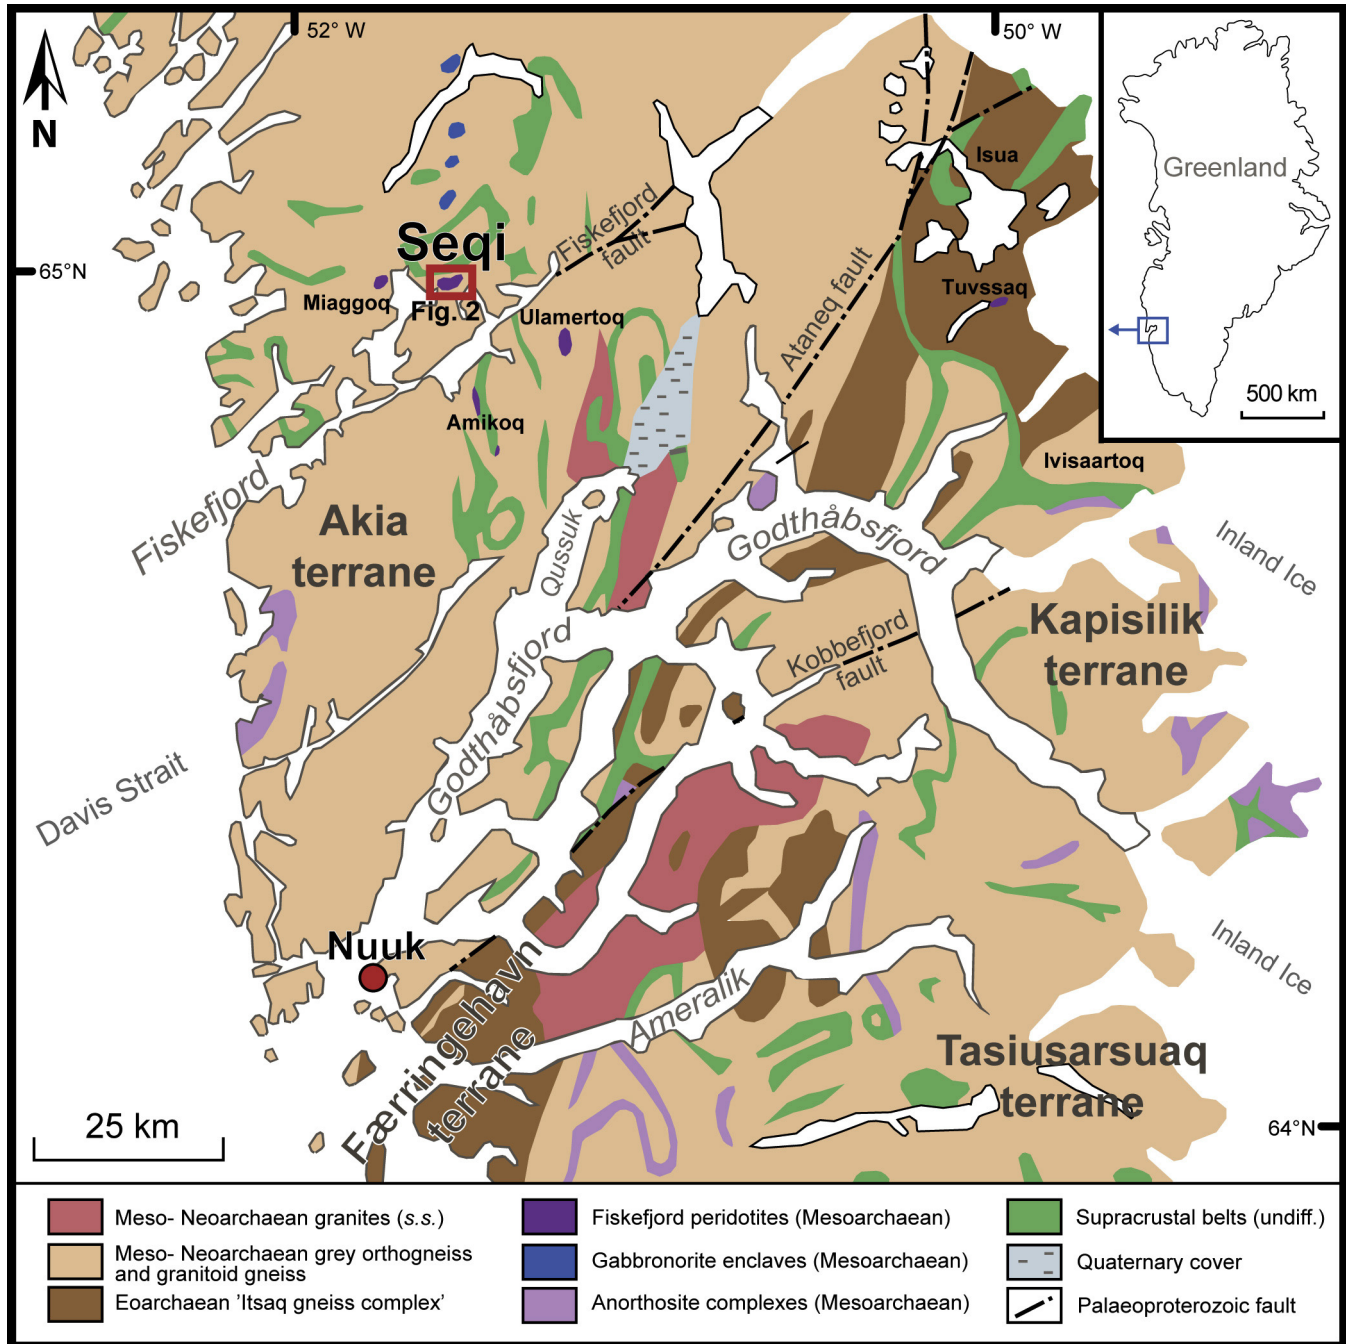 52° W
50° W
N
Isua
Greenland
Fiskefjord
fault
Seqi
65°N
Miaggoq
Fig. 2
Ulamertoq
Ataneq fault
Tuvssaq
500 km
Amikoq
Ivisaartoq
Fiskefjord
Akia
terrane
Qussuk
Godthåbsfjord
Inland Ice
Godthåbsfjord
Kobbefjord
fault
Kapisilik
terrane
Davis Strait
Nuuk
Inland Ice
Færringehavn
terrane
Ameralik
Tasiusarsuaq
terrane
25 km
64°N
Meso- Neoarchaean granites (s.s.)
Meso- Neoarchaean grey orthogneiss
and granitoid gneiss
Eoarchaean 'Itsaq gneiss complex'
Fiskefjord peridotites (Mesoarchaean)
Gabbronorite enclaves (Mesoarchaean)
Anorthosite complexes (Mesoarchaean)
Supracrustal belts (undiff.)
Quaternary cover
Palaeoproterozoic fault